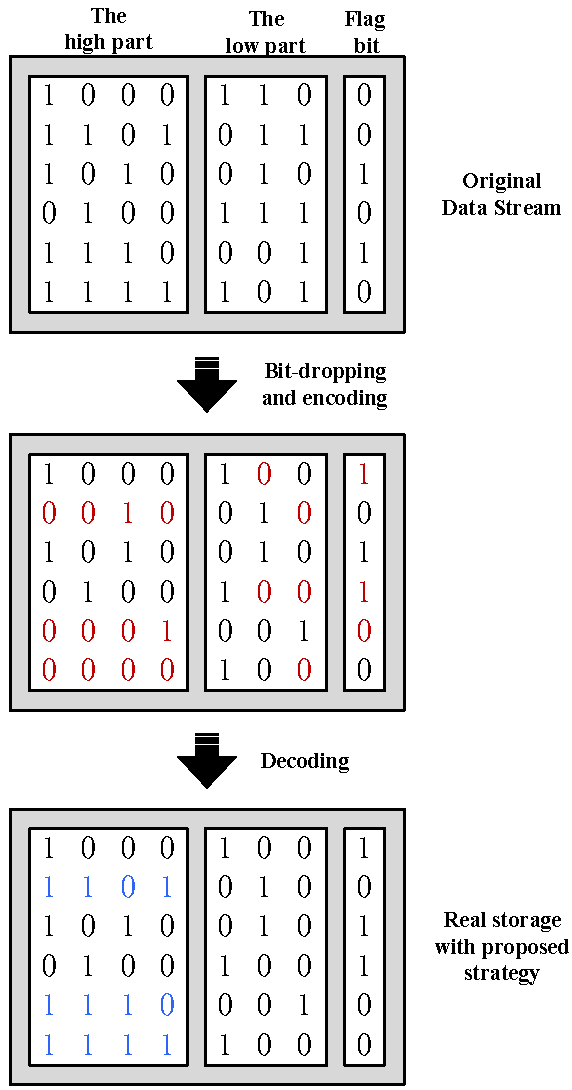 The high part
The low part
Flag bit
1 0 0 0 1 1 0 0
1 1 0 1 0 1 1 0
1 0 1 0 0 1 0 1
0 1 0 0 1 1 1 0
1 1 1 0 0 0 1 1
1 1 1 1 1 0 1 0
Original
Data Stream
Bit-dropping
and encoding
1 0 0 0 1 0 0 1
0 0 1 0 0 1 0 0
1 0 1 0 0 1 0 1
0 1 0 0 1 0 0 1
0 0 0 1 0 0 1 0
0 0 0 0 1 0 0 0
Decoding
1 0 0 0 1 0 0 1
1 1 0 1 0 1 0 0
1 0 1 0 0 1 0 1
0 1 0 0 1 0 0 1
1 1 1 0 0 0 1 0
1 1 1 1 1 0 0 0
Real storage
with proposed
strategy